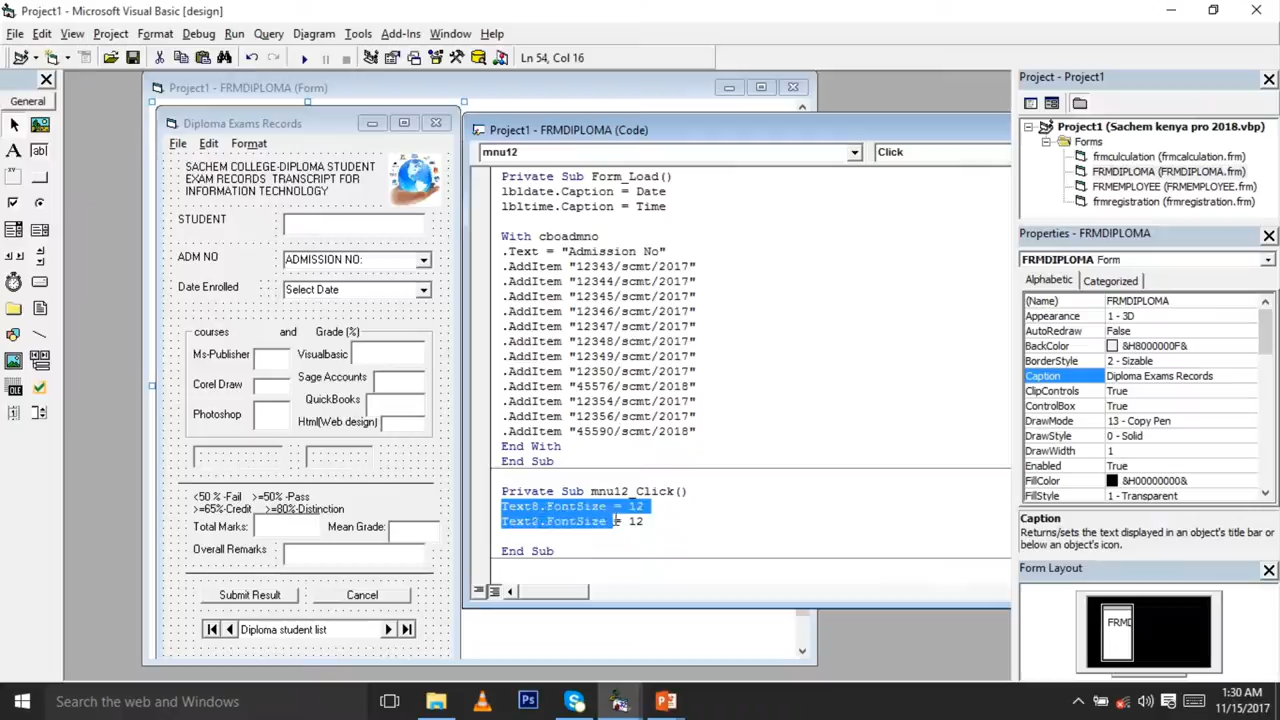 Project1 - Microsoft Visual Basic [design]
File Edit View Project Format Debug Run Query Diagram Tools Add-Ins Window Help
Ln 54, Col 16
General
Project1 - FRMDIPLOMA (Form)
Diploma Exams Records
File Edit Format
SACHEM COLLEGE-DIPLOMA STUDENT
EXAM RECORDS TRANSCRIPT FOR
INFORMATION TECHNOLOGY
STUDENT
ADM NO
ADMISSION NO:
Date Enrolled
Select Date
courses and Grade (%)
Ms-Publisher
Visualbasic
Sage Accounts
Corel Draw
QuickBooks
Photoshop
Html(Web design)
<50 % -Fail >=50% -Pass
>=65%-Credit >=80%-Distinction
Total Marks:
Mean Grade:
Overall Remarks
Submit Result
Cancel
Diploma student list
Project1 - FRMDIPLOMA (Code)
mnu12
Click
Private Sub Form_Load()
lbldate.Caption = Date
lbltime.Caption = Time
With cboadmno
.Text = "Admission No"
.AddItem "12343/scmt/2017"
.AddItem "12344/scmt/2017"
.AddItem "12345/scmt/2017"
.AddItem "12346/scmt/2017"
.AddItem "12347/scmt/2017"
.AddItem "12348/scmt/2017"
.AddItem "12349/scmt/2017"
.AddItem "12350/scmt/2017"
.AddItem "45576/scmt/2018"
.AddItem "12354/scmt/2017"
.AddItem "12356/scmt/2017"
.AddItem "45590/scmt/2018"
End With
End Sub
Private Sub mnu12_Click()
Text8.FontSize = 12
Text2.FontSize = 12
End Sub
Project - Project1
Project1 (Sachem kenya pro 2018.vbp)
Forms
frmculculation (frmcalculation.frm)
FRMDIPLOMA (FRMDIPLOMA.frm)
FRMEMPLOYEE (FRMEMPLOYEE.frm)
frmregistration (frmregistration.frm)
Properties - FRMDIPLOMA
FRMDIPLOMA Form
Alphabetic Categorized
(Name) FRMDIPLOMA
Appearance 1 - 3D
AutoRedraw False
BackColor &H8000000F&
BorderStyle 2 - Sizable
Caption Diploma Exams Records
ClipControls True
ControlBox True
DrawMode 13 - Copy Pen
DrawStyle 0 - Solid
DrawWidth 1
Enabled True
FillColor &H00000000&
FillStyle 1 - Transparent
Caption
Returns/sets the text displayed in an object's title bar or below an object's icon.
Form Layout
FRMD
Search the web and Windows
1:30 AM
11/15/2017